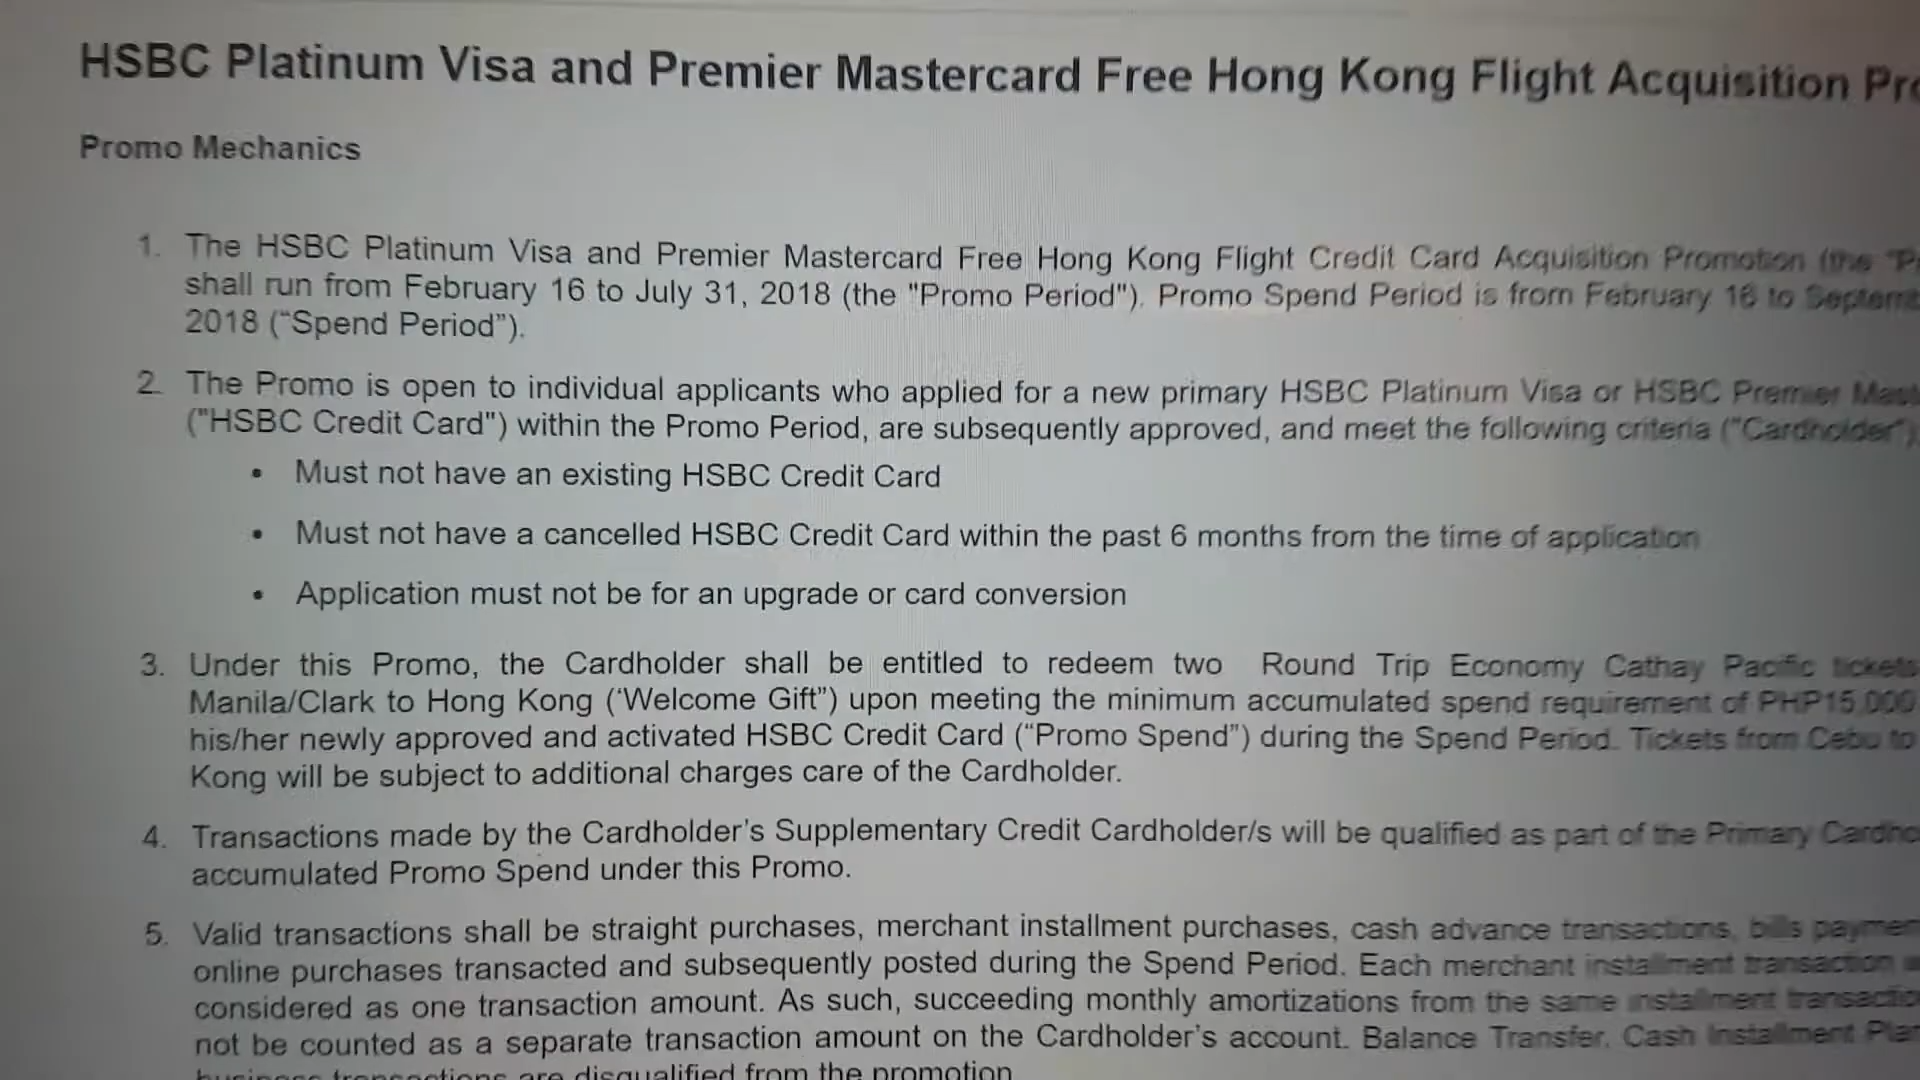 HSBC Platinum Visa and Premier Mastercard Free Hong Kong Flight Acquisition
Promo Mechanics
1. The HSBC Platinum Visa and Premier Mastercard Free Hong Kong Flight Credit Card Acquisition Promotion (the
shall run from February 16 to July 31, 2018 (the "Promo Period"). Promo Spend Period is from February 16 to
2018 (“Spend Period”).
2. The Promo is open to individual applicants who applied for a new primary HSBC Platinum Visa or HSBC Premier
("HSBC Credit Card") within the Promo Period, are subsequently approved, and meet the following criteria ("Cardholder")
• Must not have an existing HSBC Credit Card
• Must not have a cancelled HSBC Credit Card within the past 6 months from the time of application
• Application must not be for an upgrade or card conversion
3. Under this Promo, the Cardholder shall be entitled to redeem two Round Trip Economy Cathay Pacific tickets
Manila/Clark to Hong Kong (‘Welcome Gift”) upon meeting the minimum accumulated spend requirement of PHP15,000
his/her newly approved and activated HSBC Credit Card (“Promo Spend”) during the Spend Period. Tickets from Cebu to
Kong will be subject to additional charges care of the Cardholder.
4. Transactions made by the Cardholder’s Supplementary Credit Cardholder/s will be qualified as part of the Primary
accumulated Promo Spend under this Promo.
5. Valid transactions shall be straight purchases, merchant installment purchases, cash advance transactions, bills
online purchases transacted and subsequently posted during the Spend Period. Each merchant installment transaction
considered as one transaction amount. As such, succeeding monthly amortizations from the same installment
not be counted as a separate transaction amount on the Cardholder’s account. Balance Transfer, Cash Installment
business transactions are disqualified from the promotion